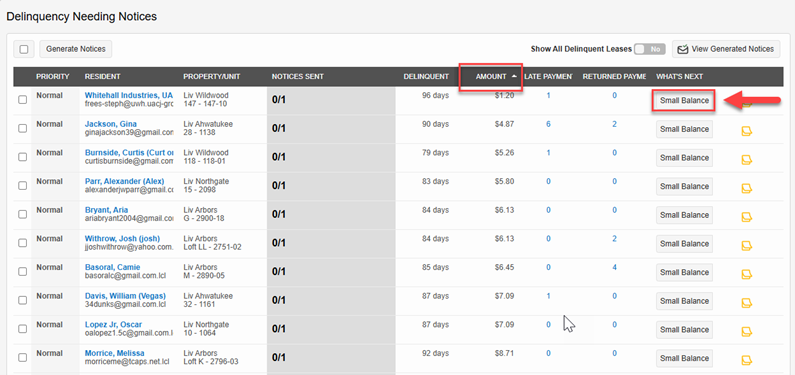 Delinquency Needing Notices
Generate Notices
Show All Delinquent Leases No View Generated Notices
PRIORITY RESIDENT PROPERTY/UNIT NOTICES SENT DELINQUENT AMOUNT LATE PAYMEN RETURNED PAYME WHAT'S NEXT
Normal Whitehall Industries, UA Liv Wildwood 0/1 96 days $1.20 1 0 Small Balance
frees-steph@uwh.uacj-grc 147 - 147-10
Normal Jackson, Gina Liv Ahwatukee 0/1 90 days $4.87 6 2 Small Balance
ginajackson39@gmail.com 28 - 1138
Normal Burnside, Curtis (Curt or Liv Wildwood 0/1 79 days $5.26 1 0 Small Balance
curtisburnside@gmail.com 118 - 118-01
Normal Parr, Alexander (Alex) Liv Northgate 0/1 83 days $5.80 0 0 Small Balance
alexanderjwparr@gmail.cc 15 - 2098
Normal Bryant, Aria Liv Arbors 0/1 84 days $6.13 0 0 Small Balance
ariabryant2004@gmail.com G - 2900-18
Normal Withrow, Josh (josh) Liv Arbors 0/1 84 days $6.13 0 2 Small Balance
jjoshwithrow@yahoo.com. Loft LL - 2751-02
Normal Basoral, Camie Liv Arbors 0/1 85 days $6.45 0 4 Small Balance
basoralc@gmail.com.lcl M - 2890-05
Normal Davis, William (Vegas) Liv Ahwatukee 0/1 87 days $7.09 1 0 Small Balance
34dunks@gmail.com.lcl 32 - 1161
Normal Lopez Jr, Oscar Liv Northgate 0/1 87 days $7.09 0 0 Small Balance
oalopez1.5c@gmail.com.l 10 - 1064
Normal Morrice, Melissa Liv Arbors 0/1 92 days $8.71 0 0 Small Balance
morriceme@tcaps.net.lcl Loft K - 2796-03